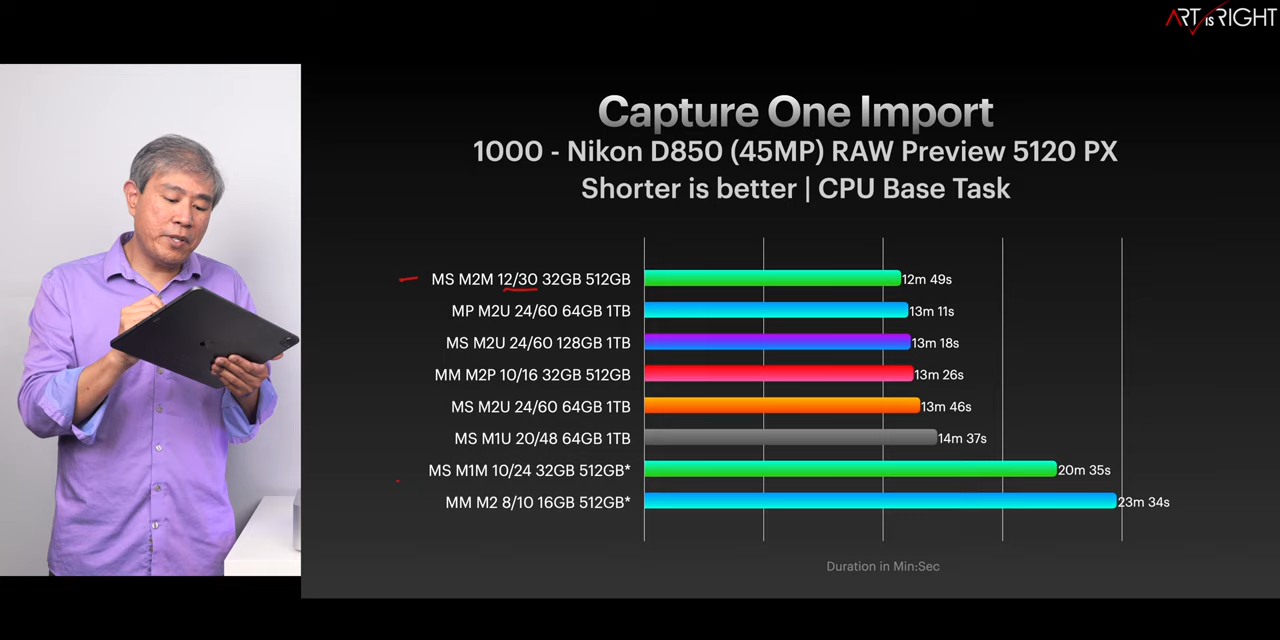 ART IS RIGHT
Capture One Import
1000 - Nikon D850 (45MP) RAW Preview 5120 PX
Shorter is better | CPU Base Task
MS M2M 12/30 32GB 512GB 12m 49s
MP M2U 24/60 64GB 1TB 13m 11s
MS M2U 24/60 128GB 1TB 13m 18s
MM M2P 10/16 32GB 512GB 13m 26s
MS M2U 24/60 64GB 1TB 13m 46s
MS M1U 20/48 64GB 1TB 14m 37s
MS M1M 10/24 32GB 512GB* 20m 35s
MM M2 8/10 16GB 512GB* 23m 34s
Duration in Min:Sec